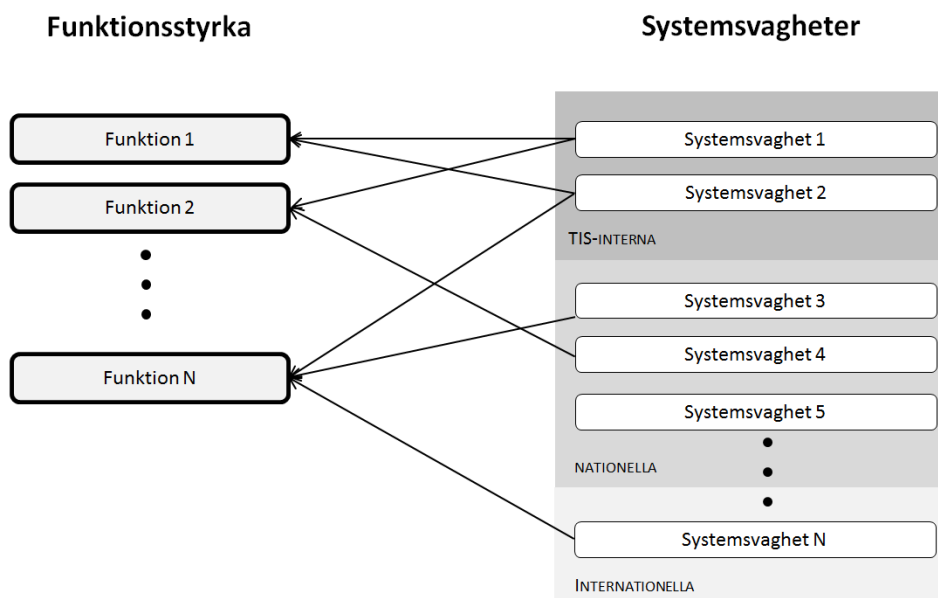 Funktionsstyrka
Systemsvagheter
Funktion 1
Funktion 2
Funktion N
Systemsvaghet 1
Systemsvaghet 2
TIS-INTERNA
Systemsvaghet 3
Systemsvaghet 4
Systemsvaghet 5
NATIONELLA
Systemsvaghet N
INTERNATIONELLA